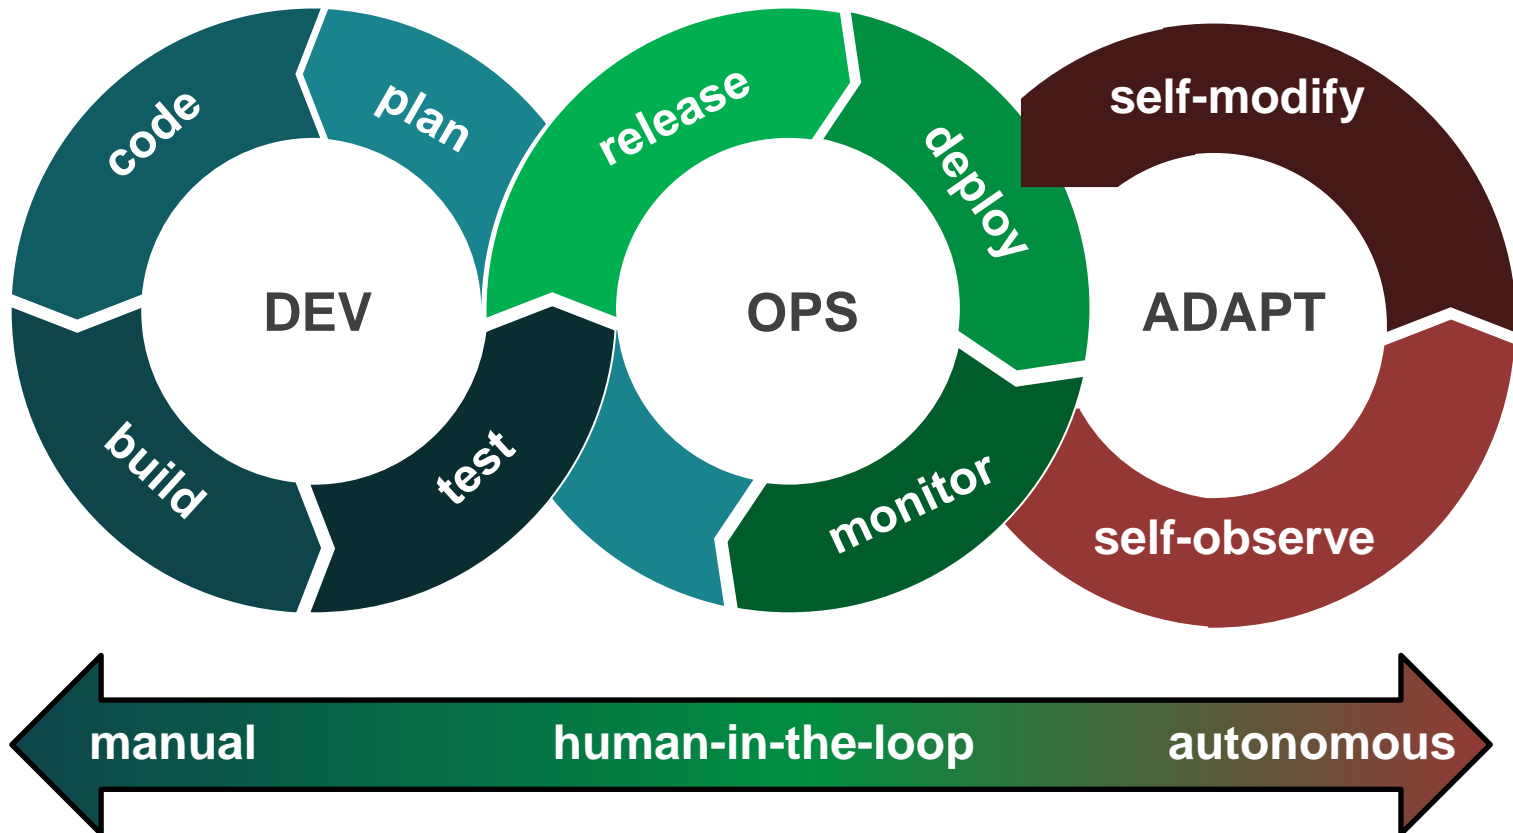 code
plan
release
deploy
self-modify
DEV
OPS
ADAPT
build
test
monitor
self-observe
manual
human-in-the-loop
autonomous